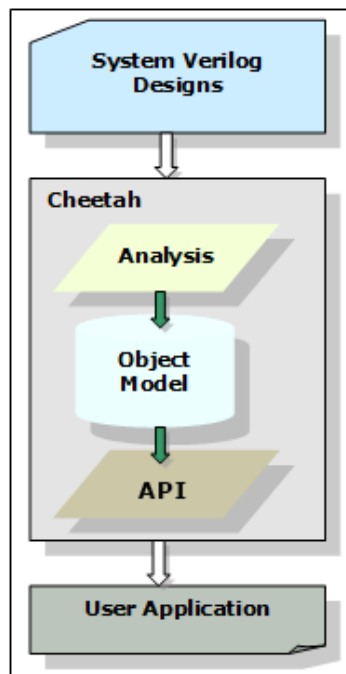 System Verilog
Designs
Cheetah
Analysis
Object
Model
API
User Application